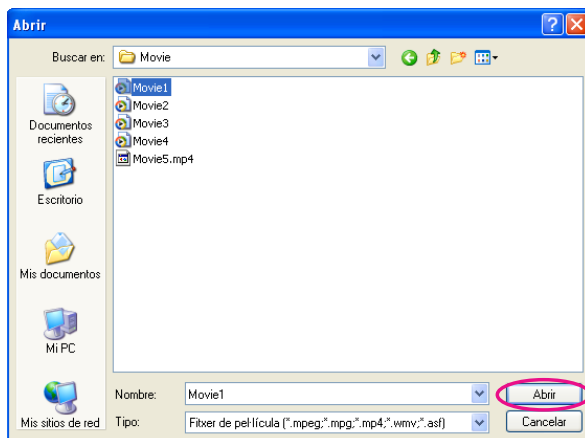 Abrir
Buscar en: Movie
Documentos
recientes
Escritorio
Mis documentos
Mi PC
Mis sitios de red
Movie1
Movie2
Movie3
Movie4
Movie5.mp4
Nombre: Movie1 Abrir
Tipo: Fitxer de pel·lícula (*.mpeg;*.mpg;*.mp4;*.wmv;*.asf) Cancelar